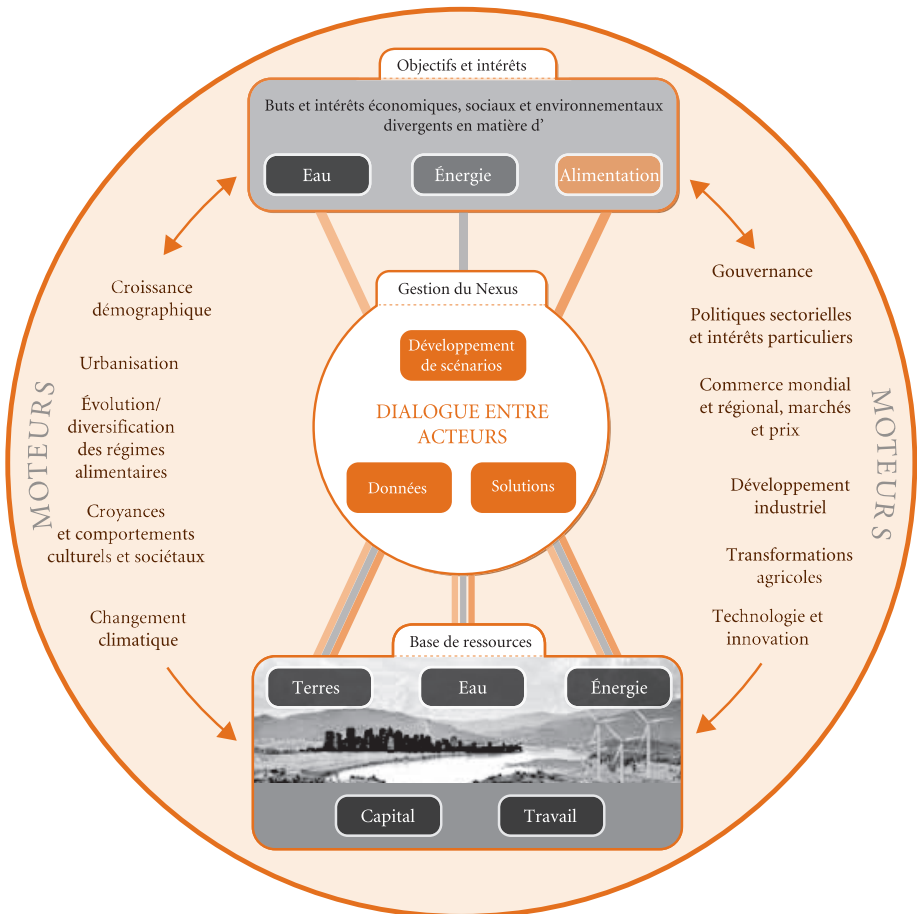 Objectifs et intérêts
Buts et intérêts économiques, sociaux et environnementaux
divergents en matière d’
Eau
Énergie
Alimentation
MOTEURS
Croissance
démographique
Urbanisation
Évolution/
diversification
des régimes
alimentaires
Croyances
et comportements
culturels et sociétaux
Changement
climatique
Gestion du Nexus
Développement
de scénarios
DIALOGUE ENTRE
ACTEURS
Données
Solutions
Gouvernance
Politiques sectorielles
et intérêts particuliers
Commerce mondial
et régional, marchés
et prix
Développement
industriel
Transformations
agricoles
Technologie et
innovation
MOTEURS
Base de ressources
Terres
Eau
Énergie
Capital
Travail